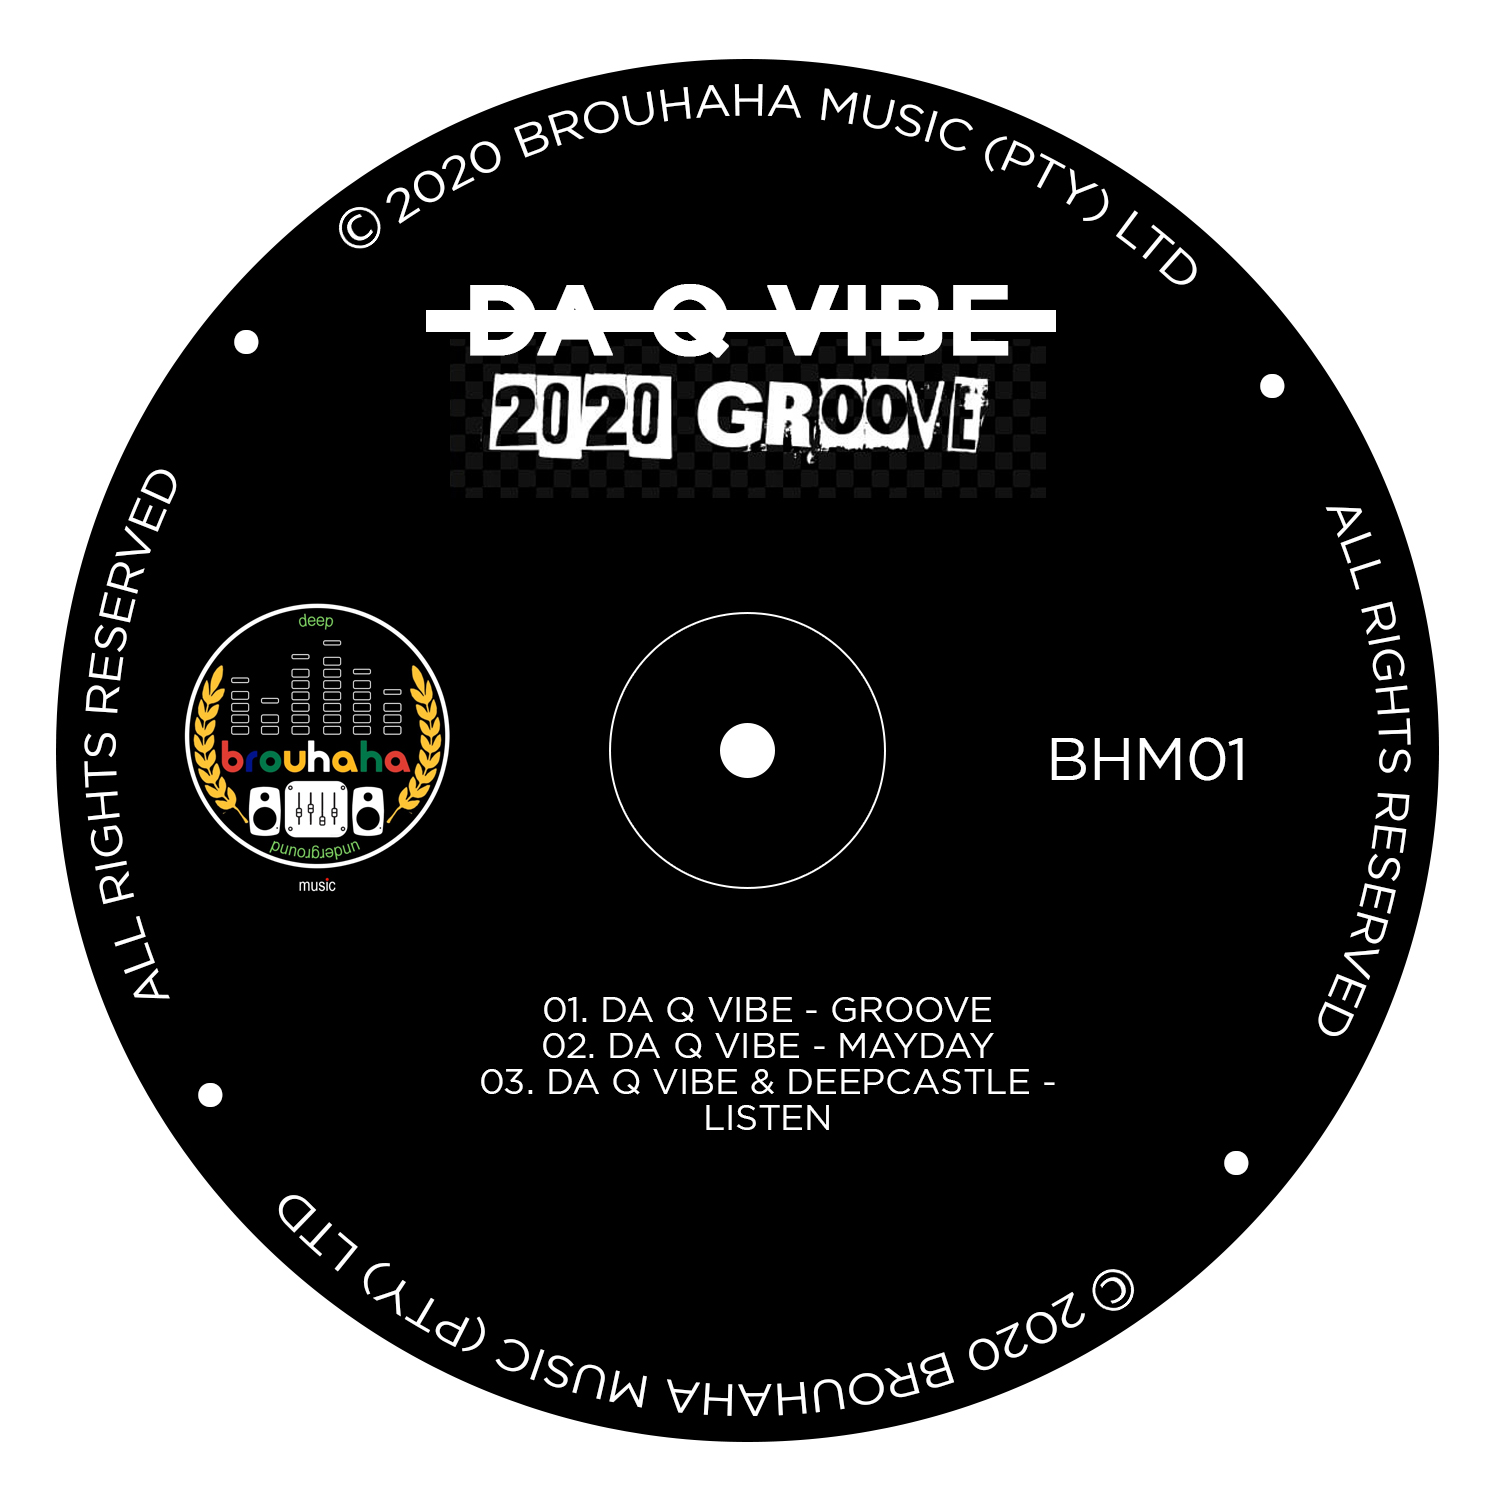 © 2020 BROUHAHA MUSIC (PTY) LTD
DA Q VIBE
2020 GROOVE
ALL RIGHTS RESERVED
ALL RIGHTS RESERVED
deep
brouhaha
underground
music
BHM01
01. DA Q VIBE - GROOVE
02. DA Q VIBE - MAYDAY
03. DA Q VIBE & DEEPCASTLE -
LISTEN
© 2020 BROUHAHA MUSIC (PTY) LTD